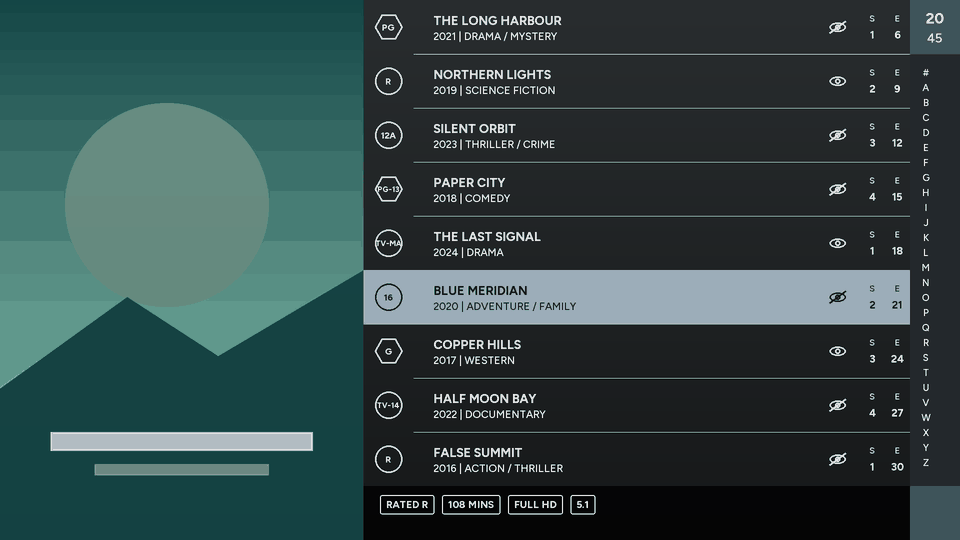 PG
THE LONG HARBOUR
2021 | DRAMA / MYSTERY
S E
1 6
R
NORTHERN LIGHTS
2019 | SCIENCE FICTION
S E
2 9
12A
SILENT ORBIT
2023 | THRILLER / CRIME
S E
3 12
PG-13
PAPER CITY
2018 | COMEDY
S E
4 15
TV-MA
THE LAST SIGNAL
2024 | DRAMA
S E
1 18
16
BLUE MERIDIAN
2020 | ADVENTURE / FAMILY
S E
2 21
G
COPPER HILLS
2017 | WESTERN
S E
3 24
TV-14
HALF MOON BAY
2022 | DOCUMENTARY
S E
4 27
R
FALSE SUMMIT
2016 | ACTION / THRILLER
S E
1 30
RATED R 108 MINS FULL HD 5.1
20
45
#
A
B
C
D
E
F
G
H
I
J
K
L
M
N
O
P
Q
R
S
T
U
V
W
X
Y
Z